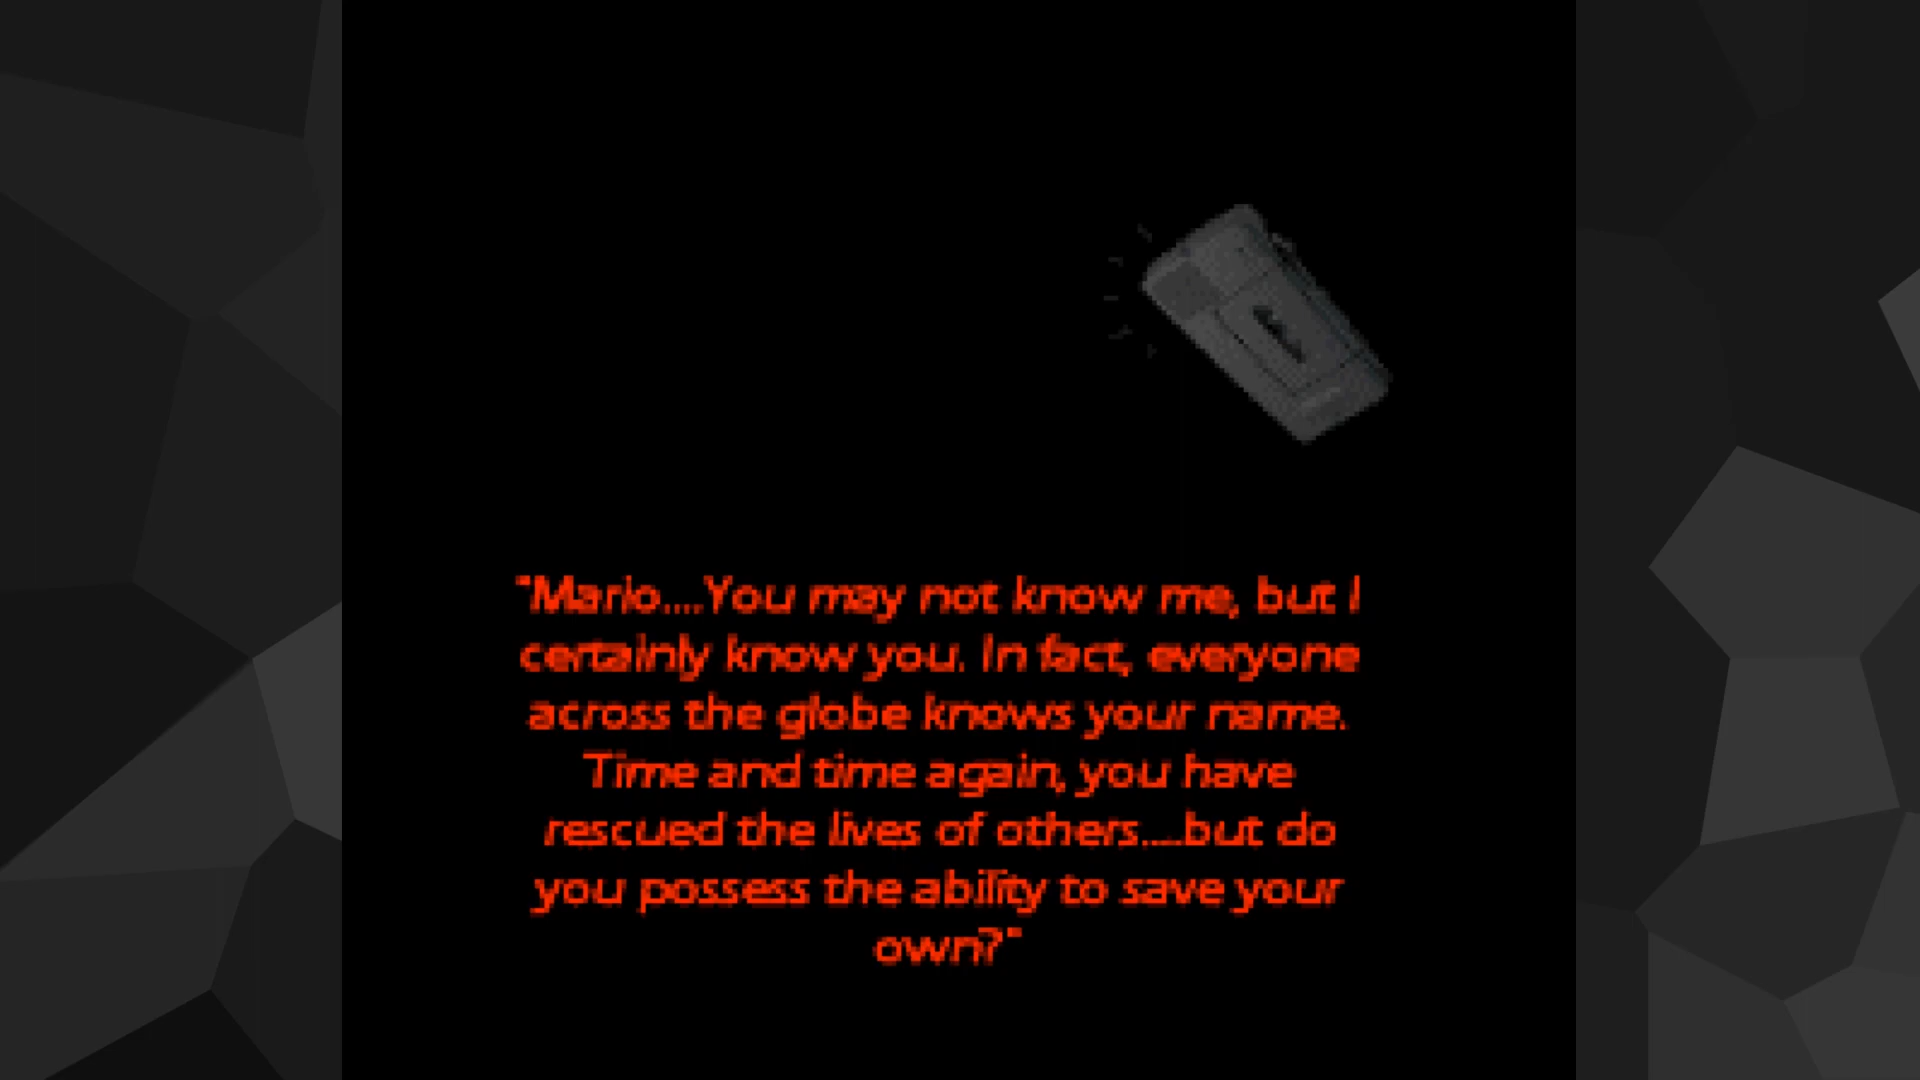 "Mario....You may not know me, but I
certainly know you. In fact, everyone
across the globe knows your name.
Time and time again, you have
rescued the lives of others....but do
you possess the ability to save your
own?"